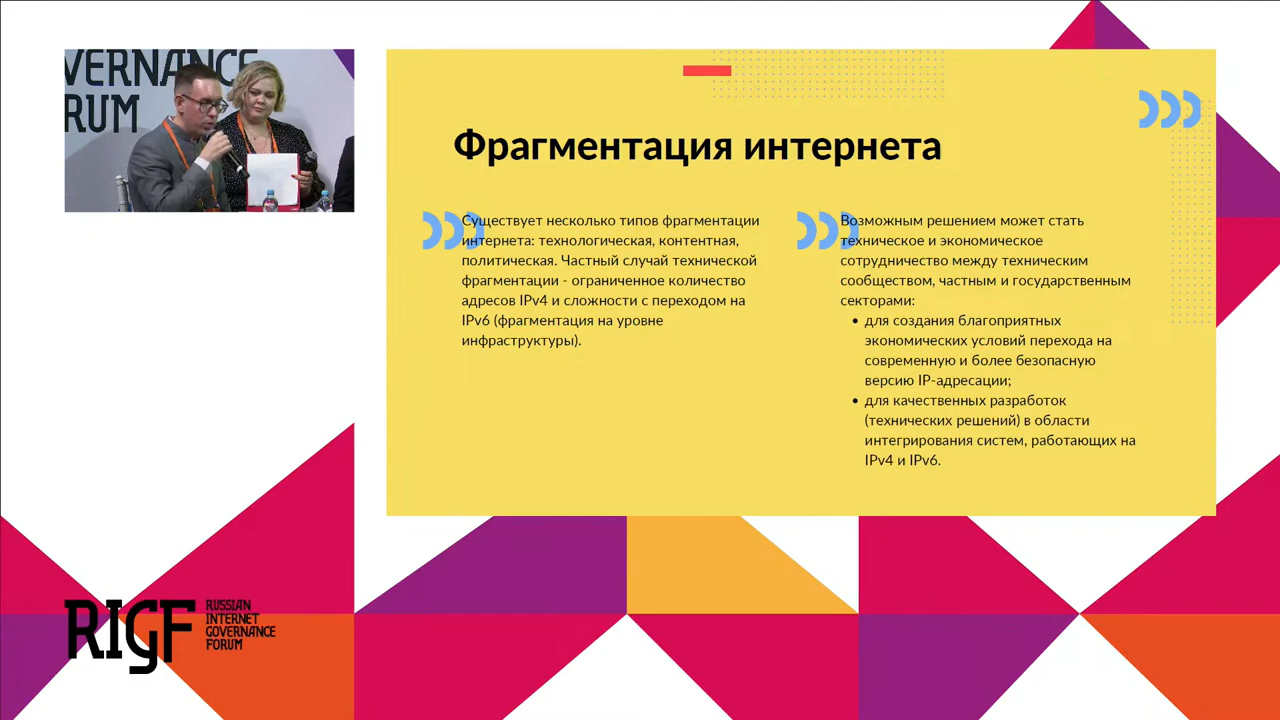 VERNANCE
RUM
Фрагментация интернета
Существует несколько типов фрагментации
интернета: технологическая, контентная,
политическая. Частный случай технической
фрагментации - ограниченное количество
адресов IPv4 и сложности с переходом на
IPv6 (фрагментация на уровне
инфраструктуры).
Возможным решением может стать
техническое и экономическое
сотрудничество между техническим
сообществом, частным и государственным
секторами:
• для создания благоприятных
экономических условий перехода на
современную и более безопасную
версию IP-адресации;
• для качественных разработок
(технических решений) в области
интегрирования систем, работающих на
IPv4 и IPv6.
RIGF
RUSSIAN
INTERNET
GOVERNANCE
FORUM